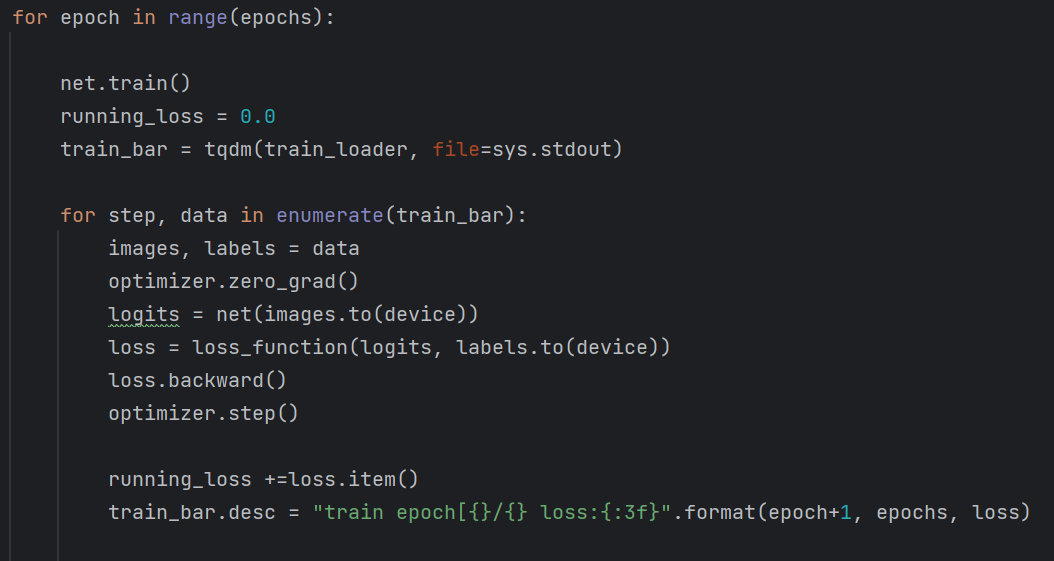 for epoch in range(epochs):
net.train()
running_loss = 0.0
train_bar = tqdm(train_loader, file=sys.stdout)
for step, data in enumerate(train_bar):
images, labels = data
optimizer.zero_grad()
logits = net(images.to(device))
loss = loss_function(logits, labels.to(device))
loss.backward()
optimizer.step()
running_loss +=loss.item()
train_bar.desc = "train epoch[{}/{} loss:{:3f}".format(epoch+1, epochs, loss)